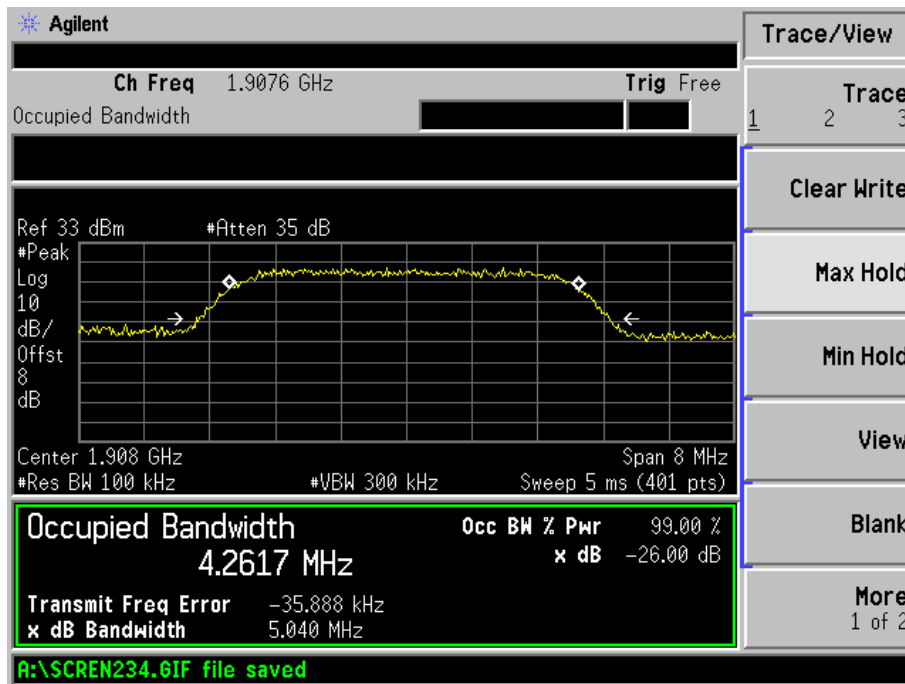 Agilent
Ch Freq 1.9076 GHz Trig Free
Occupied Bandwidth
Ref 33 dBm #Atten 35 dB
#Peak
Log
10
dB/
Offst
8
dB
Center 1.908 GHz Span 8 MHz
#Res BW 100 kHz #VBW 300 kHz Sweep 5 ms (401 pts)
Occupied Bandwidth Occ BW % Pwr 99.00 %
4.2617 MHz x dB -26.00 dB
Transmit Freq Error -35.888 kHz
x dB Bandwidth 5.040 MHz
A:\SCREN234.GIF file saved
Trace/View
Trace
1 2 3
Clear Write
Max Hold
Min Hold
View
Blank
More
1 of 2